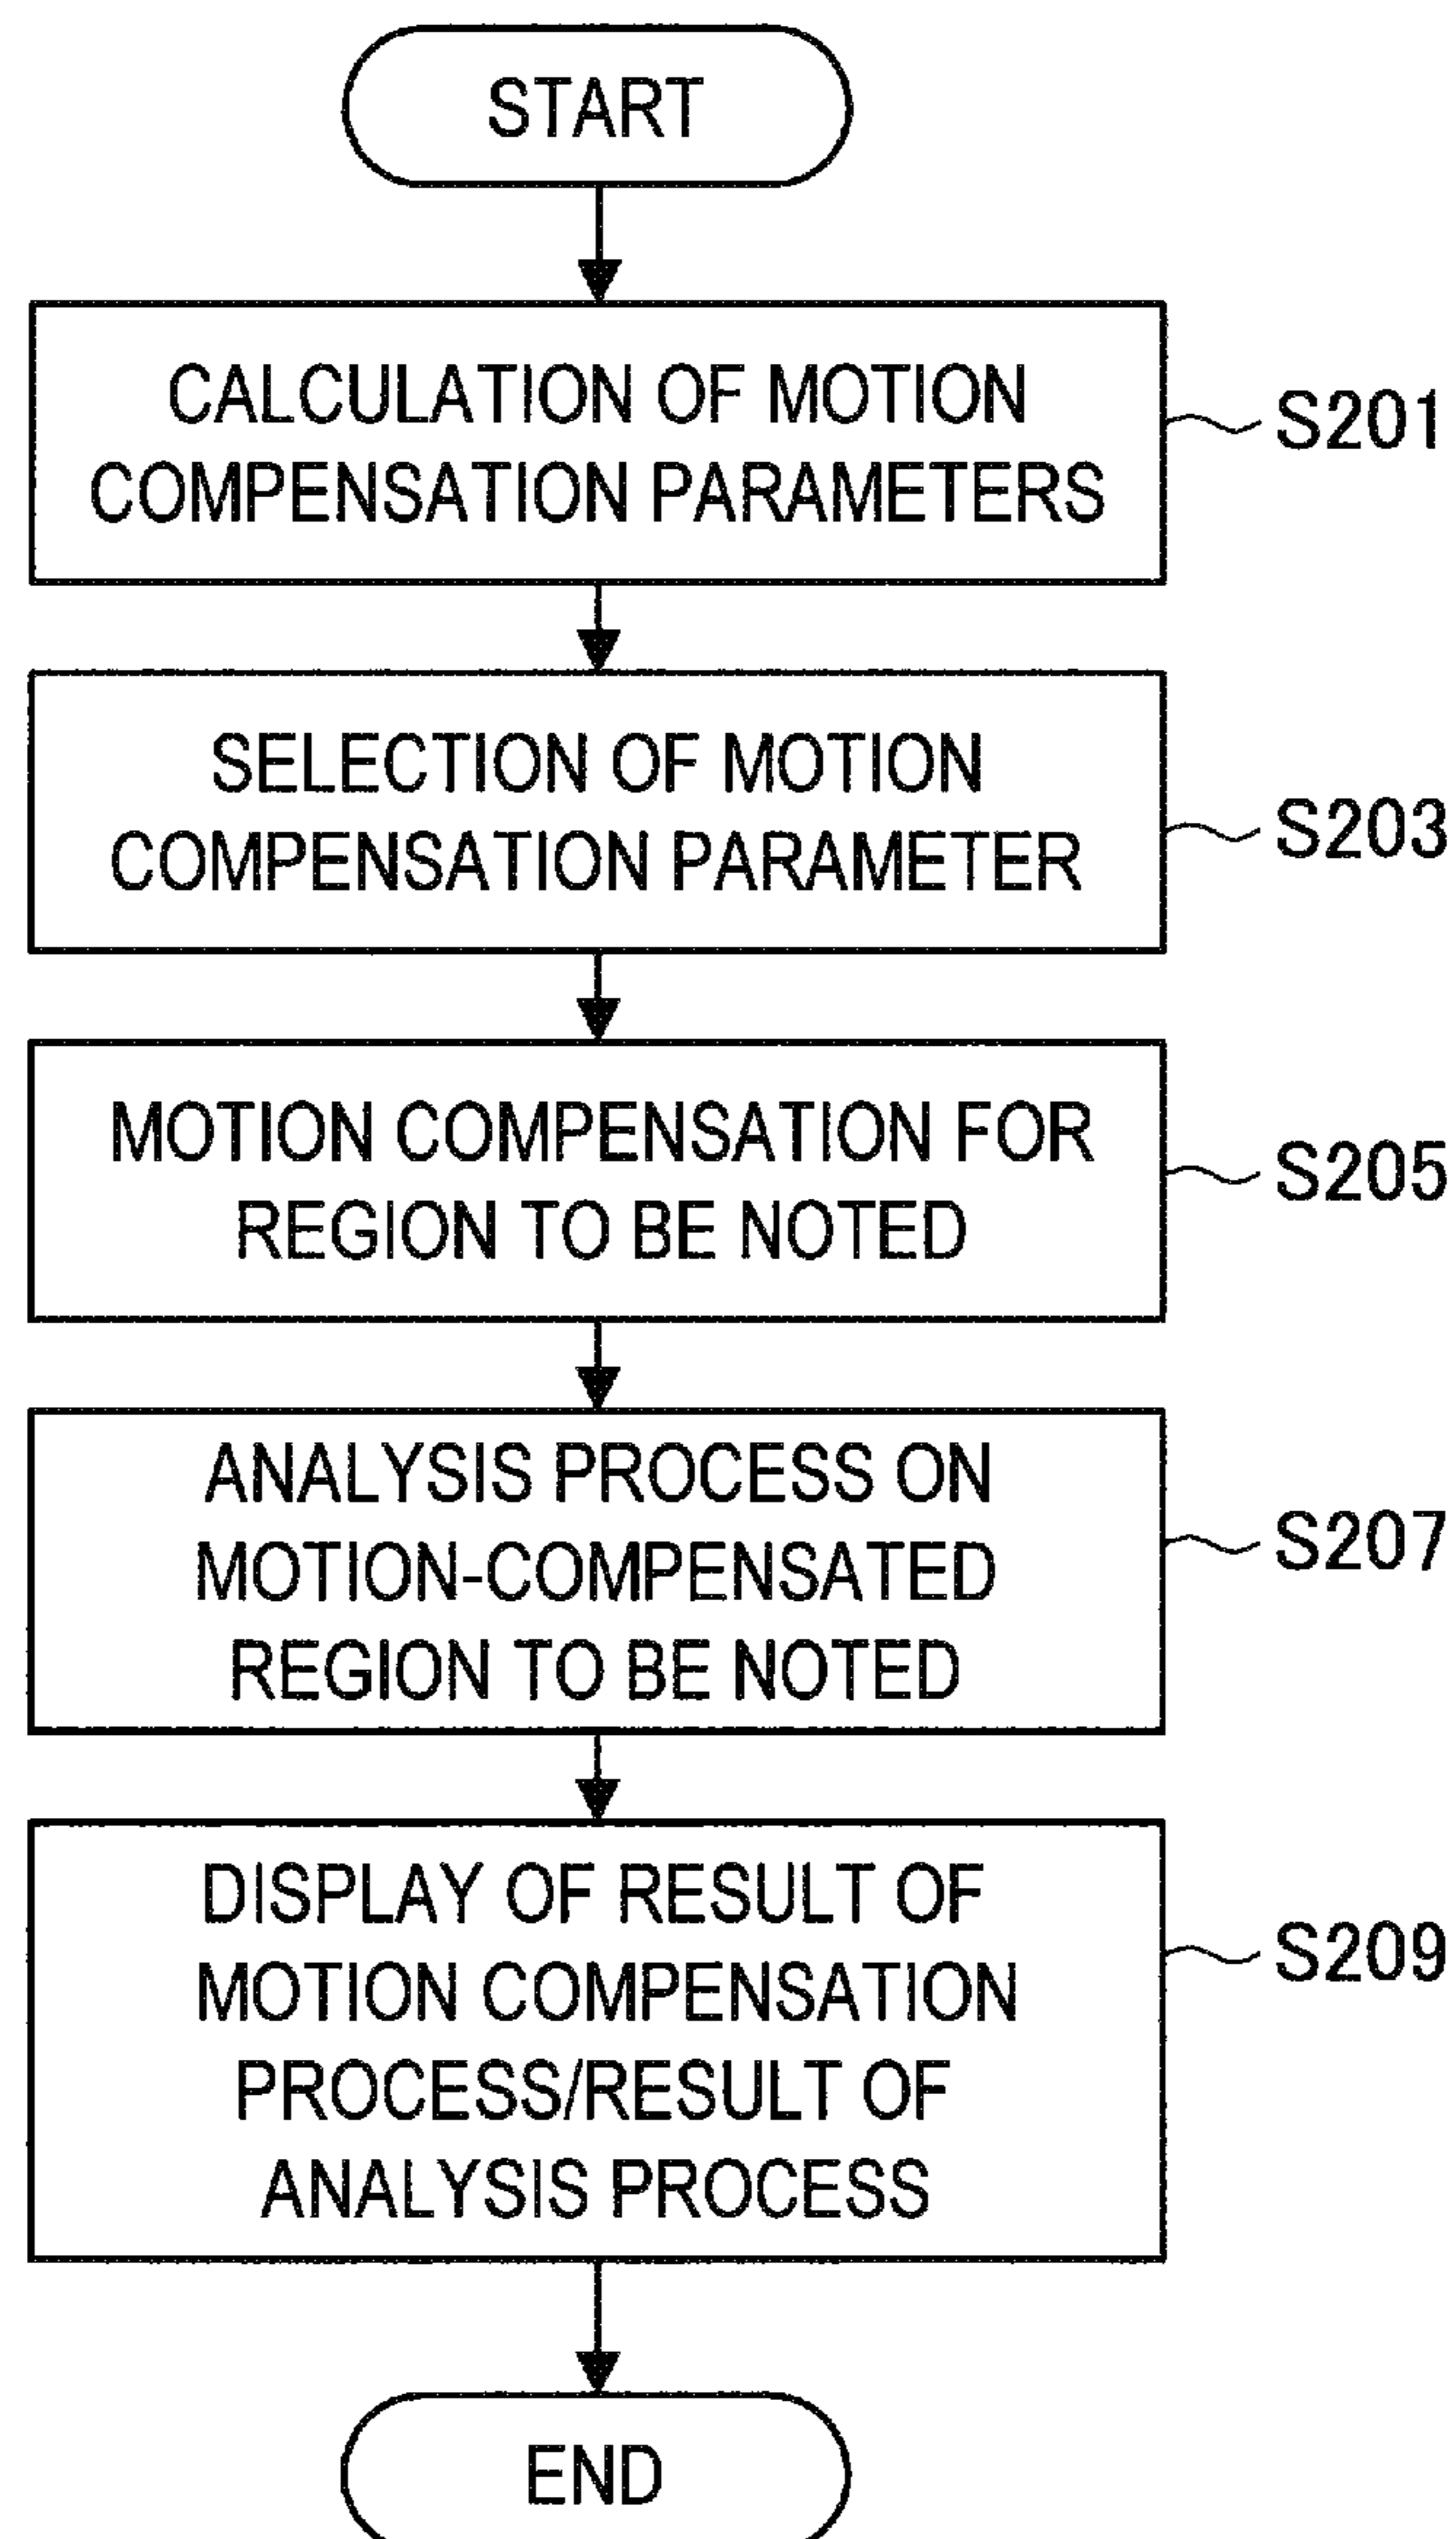 START
CALCULATION OF MOTION
COMPENSATION PARAMETERS
S201
SELECTION OF MOTION
COMPENSATION PARAMETER
S203
MOTION COMPENSATION FOR
REGION TO BE NOTED
S205
ANALYSIS PROCESS ON
MOTION-COMPENSATED
REGION TO BE NOTED
S207
DISPLAY OF RESULT OF
MOTION COMPENSATION
PROCESS/RESULT OF
ANALYSIS PROCESS
S209
END